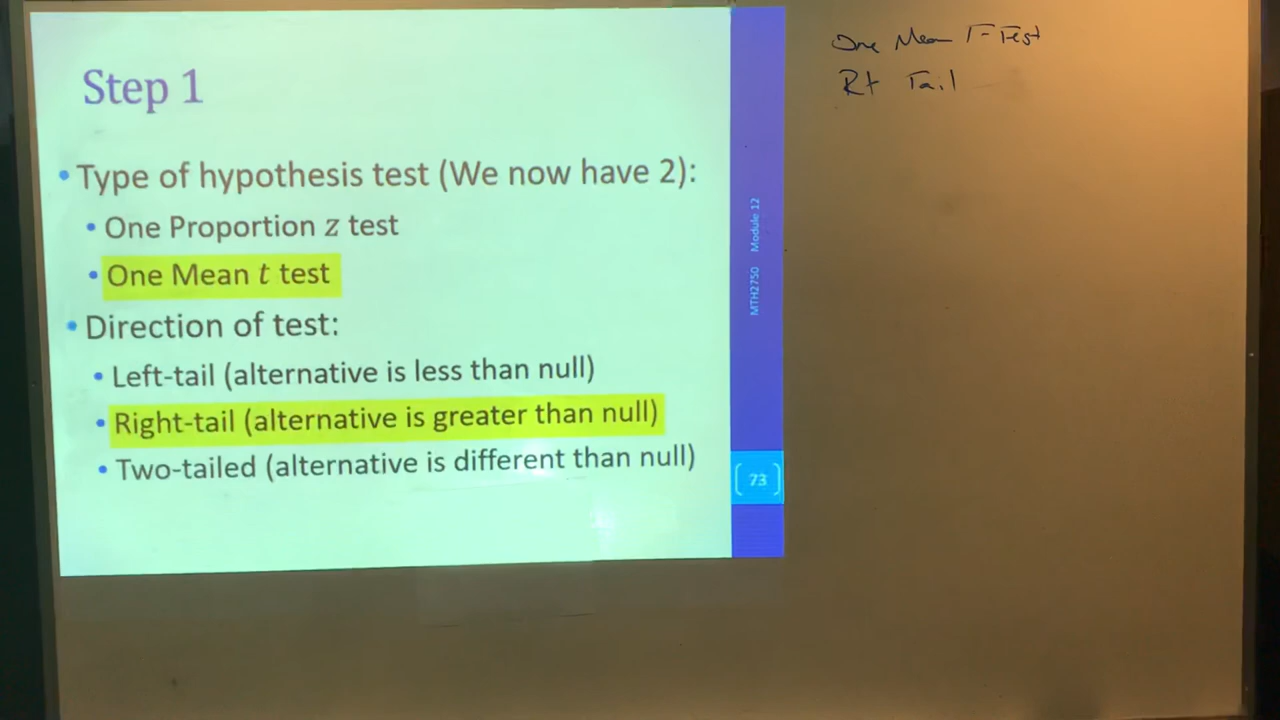 Step 1
• Type of hypothesis test (We now have 2):
• One Proportion z test
• One Mean t test
• Direction of test:
• Left-tail (alternative is less than null)
• Right-tail (alternative is greater than null)
• Two-tailed (alternative is different than null)
MTH2750 Module 12
73
One Mean T-Test
Rt Tail